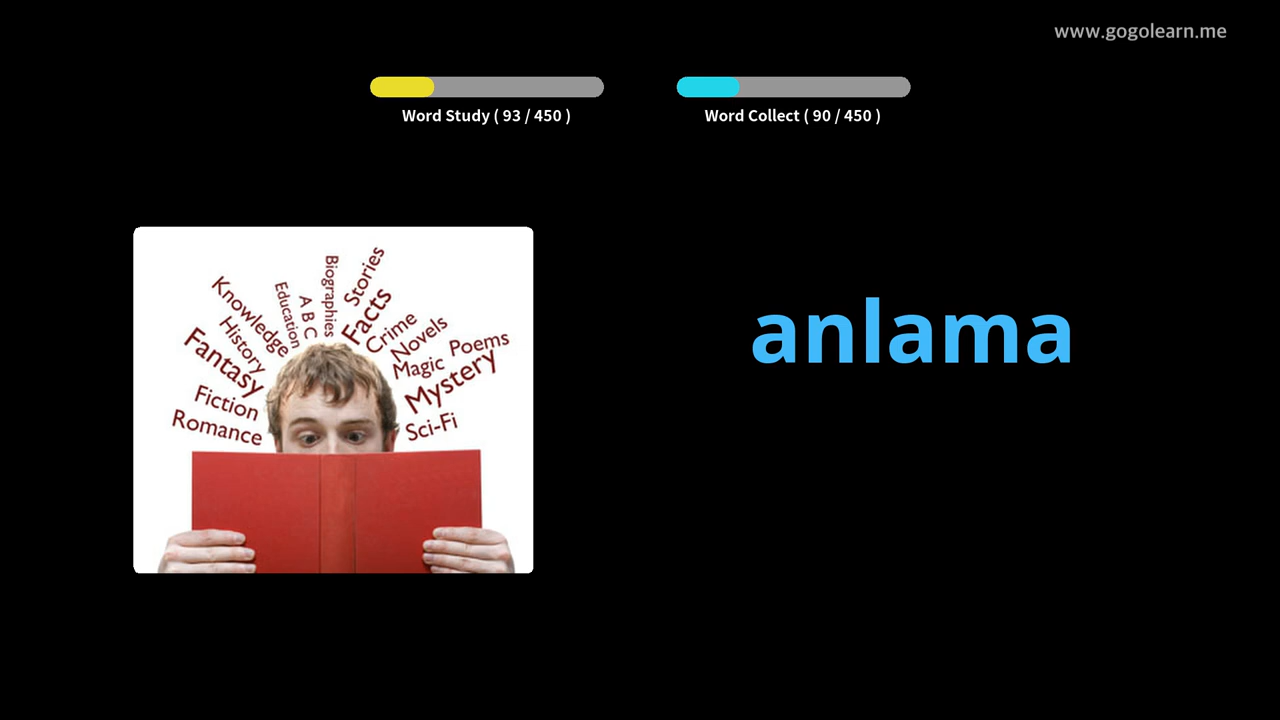 www.gogolearn.me
Word Study ( 93 / 450 )
Word Collect ( 90 / 450 )
Biographies
Stories
Education
A B C
Facts
Knowledge
Crime
History
Novels
Fantasy
Magic
Poems
Mystery
Fiction
Romance
Sci-Fi
anlama